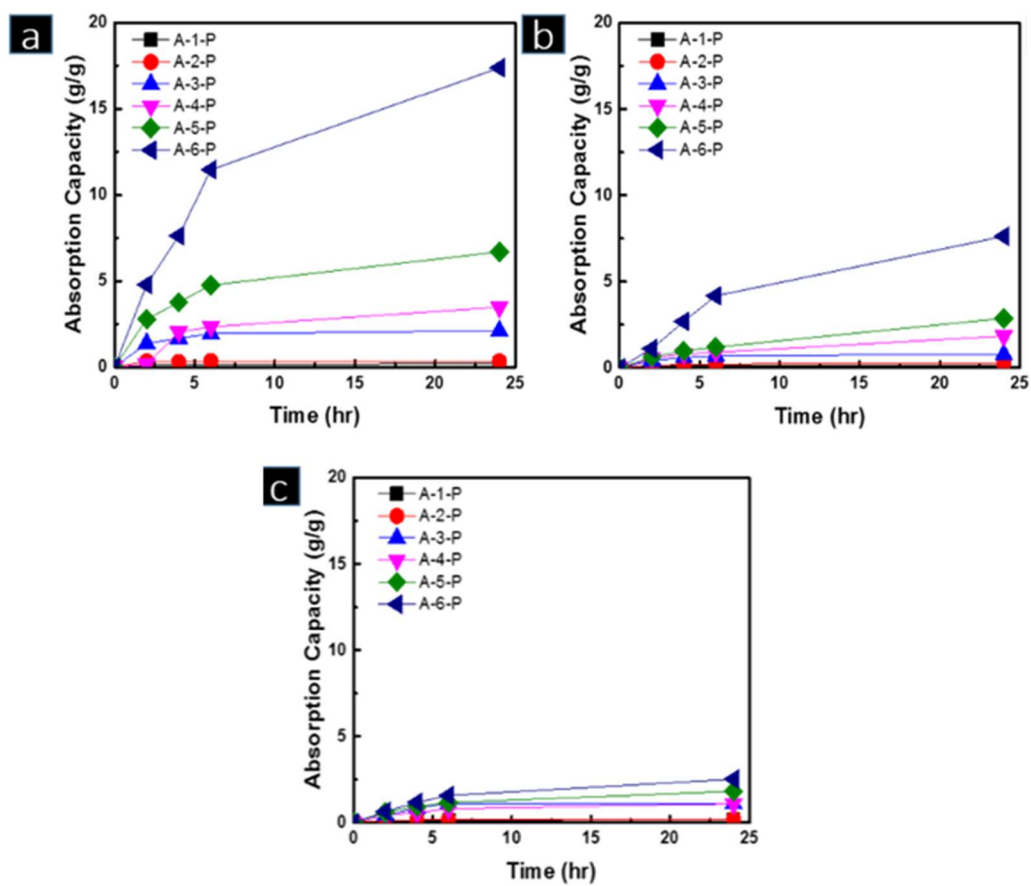 a
Absorption Capacity (g/g)
20
15
10
5
0
A-1-P
A-2-P
A-3-P
A-4-P
A-5-P
A-6-P
0 5 10 15 20 25
Time (hr)
b
Absorption Capacity (g/g)
20
15
10
5
0
A-1-P
A-2-P
A-3-P
A-4-P
A-5-P
A-6-P
0 5 10 15 20 25
Time (hr)
c
Absorption Capacity (g/g)
20
15
10
5
0
A-1-P
A-2-P
A-3-P
A-4-P
A-5-P
A-6-P
0 5 10 15 20 25
Time (hr)